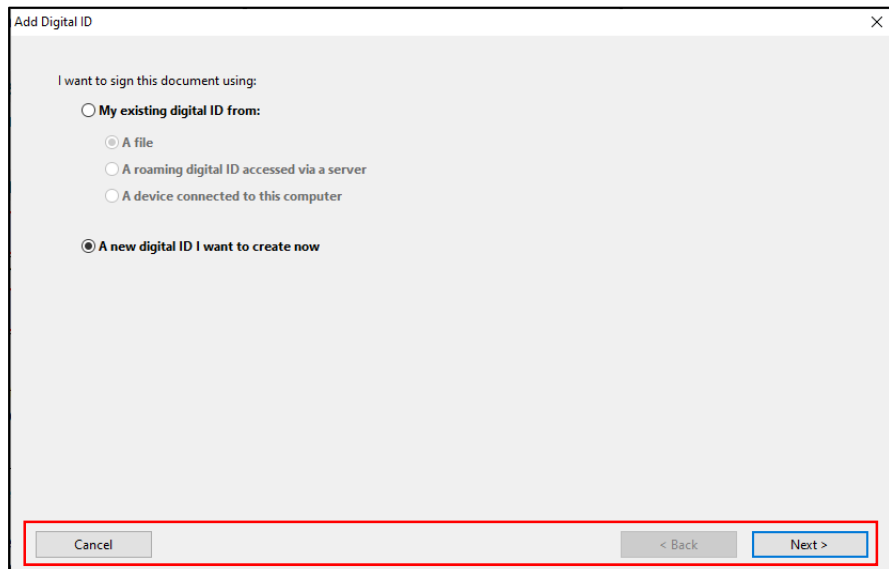 Add Digital ID
I want to sign this document using:
My existing digital ID from:
A file
A roaming digital ID accessed via a server
A device connected to this computer
A new digital ID I want to create now
Cancel < Back Next >